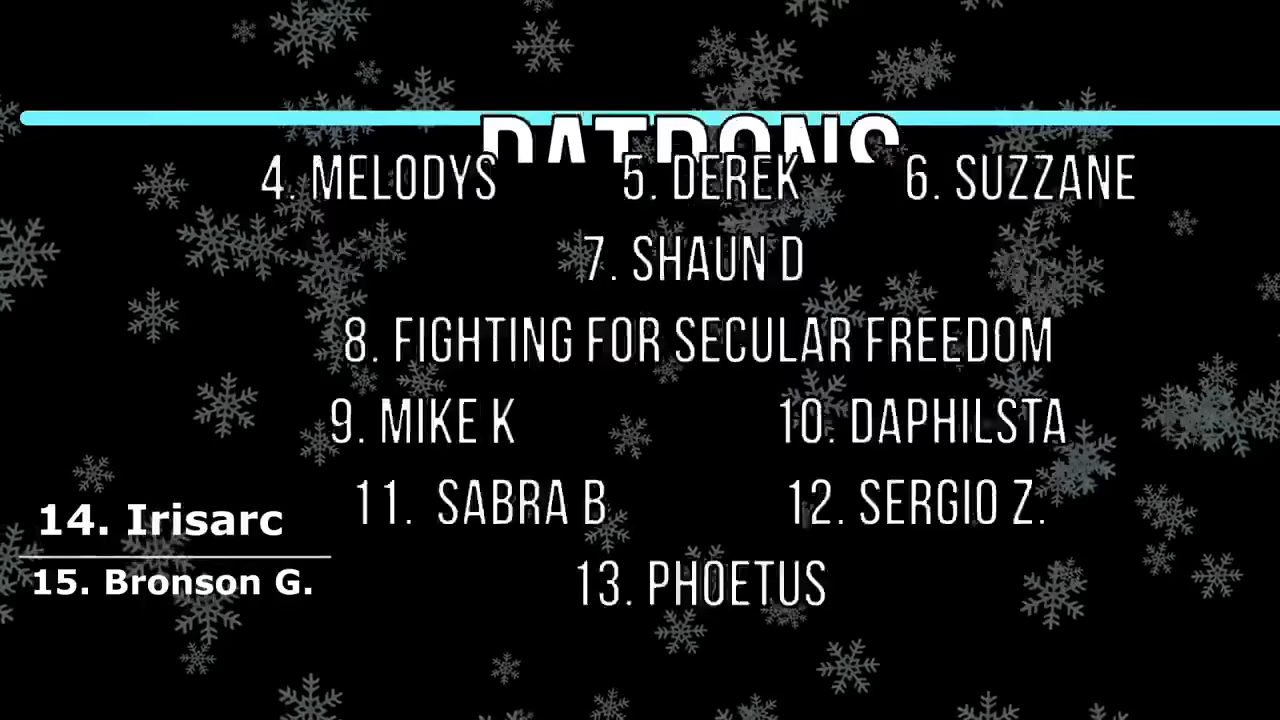 PATRONS
4. MELODYS 5. DEREK 6. SUZZANE
7. SHAUN D
8. FIGHTING FOR SECULAR FREEDOM
9. MIKE K 10. DAPHILSTA
11. SABRA B 12. SERGIO Z.
13. PHOETUS
14. Irisarc
15. Bronson G.